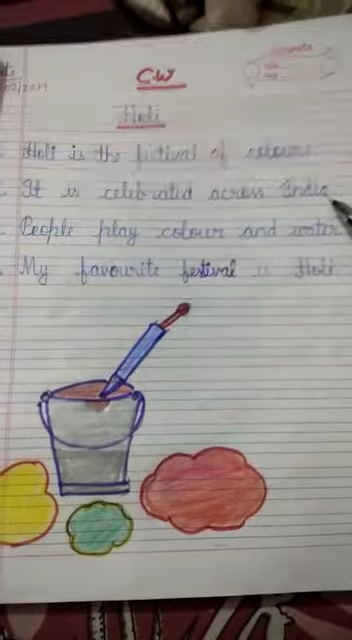 C.W
Holi
Holi is the festival of colours
It is celebrated across India
People play colour and water
My favourite festival is Holi